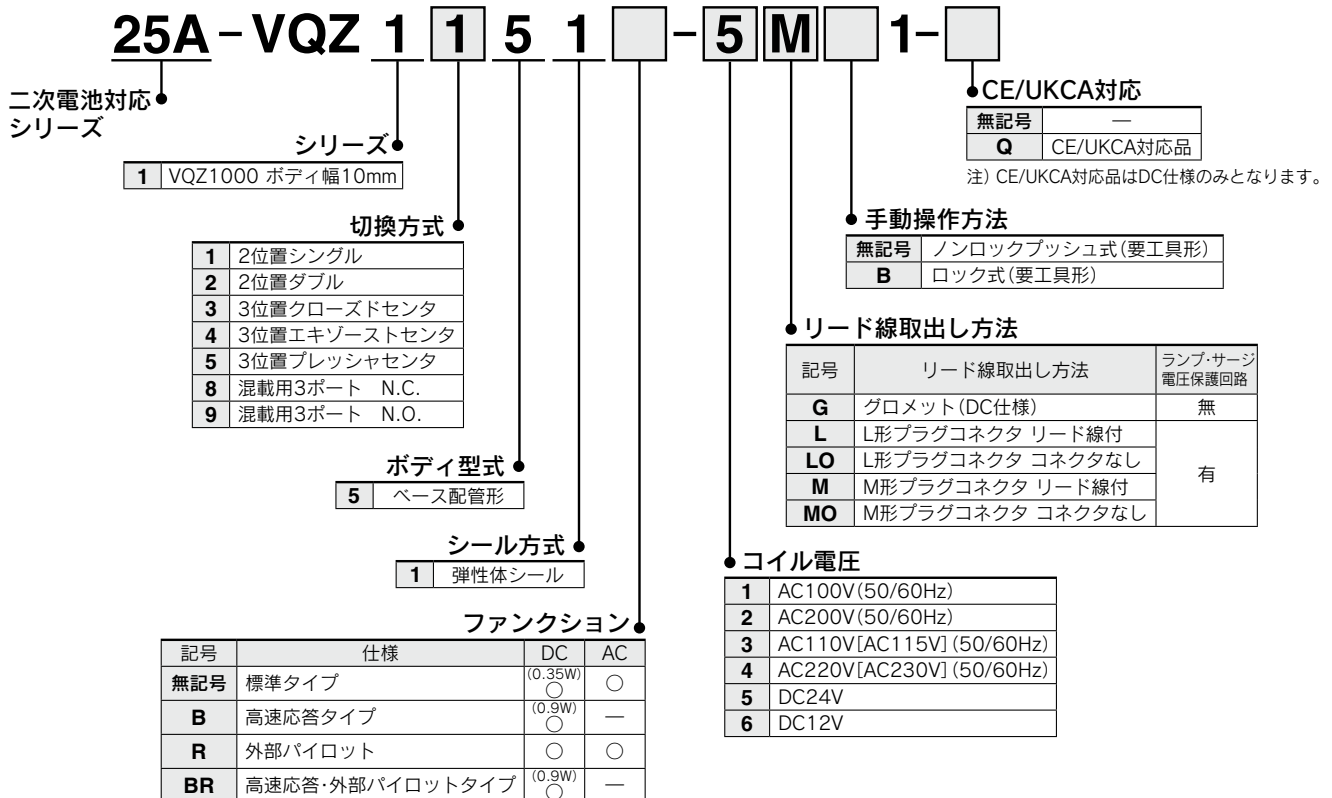 25A-VQZ 1 1 5 1 □-5 M □ 1-□
二次電池対応
シリーズ
シリーズ
1 VQZ1000 ボディ幅10mm
切換方式
1 2位置シングル
2 2位置ダブル
3 3位置クローズドセンタ
4 3位置エキゾーストセンタ
5 3位置プレッシャセンタ
8 混載用3ポート N.C.
9 混載用3ポート N.O.
ボディ型式
5 ベース配管形
シール方式
1 弾性体シール
ファンクション
記号 仕様 DC AC
無記号 標準タイプ (0.35W) ○ ○
B 高速応答タイプ (0.9W) ○ —
R 外部パイロット ○ ○
BR 高速応答・外部パイロットタイプ (0.9W) ○ —
CE/UKCA対応
無記号 —
Q CE/UKCA対応品
注) CE/UKCA対応品はDC仕様のみとなります。
手動操作方法
無記号 ノンロックプッシュ式(要工具形)
B ロック式(要工具形)
リード線取出し方法
記号 リード線取出し方法 ランプ・サージ
電圧保護回路
G グロメット(DC仕様) 無
L L形プラグコネクタ リード線付
LO L形プラグコネクタ コネクタなし
有
M M形プラグコネクタ リード線付
MO M形プラグコネクタ コネクタなし
コイル電圧
1 AC100V(50/60Hz)
2 AC200V(50/60Hz)
3 AC110V[AC115V](50/60Hz)
4 AC220V[AC230V](50/60Hz)
5 DC24V
6 DC12V